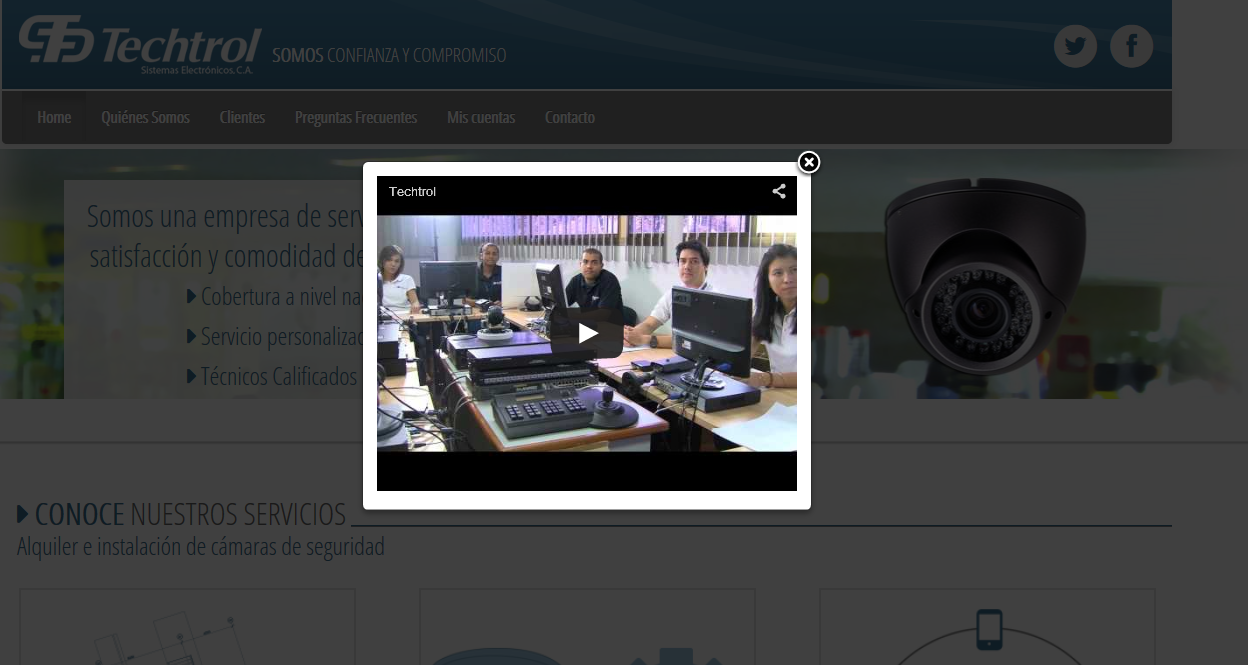 Techtrol
Sistemas Electrónicos, C.A.
SOMOS CONFIANZA Y COMPROMISO
Home
Quiénes Somos
Clientes
Preguntas Frecuentes
Mis cuentas
Contacto
Somos una empresa de serv
satisfacción y comodidad de
Cobertura a nivel na
Servicio personalizad
Técnicos Calificados
Techtrol
CONOCE NUESTROS SERVICIOS
Alquiler e instalación de cámaras de seguridad